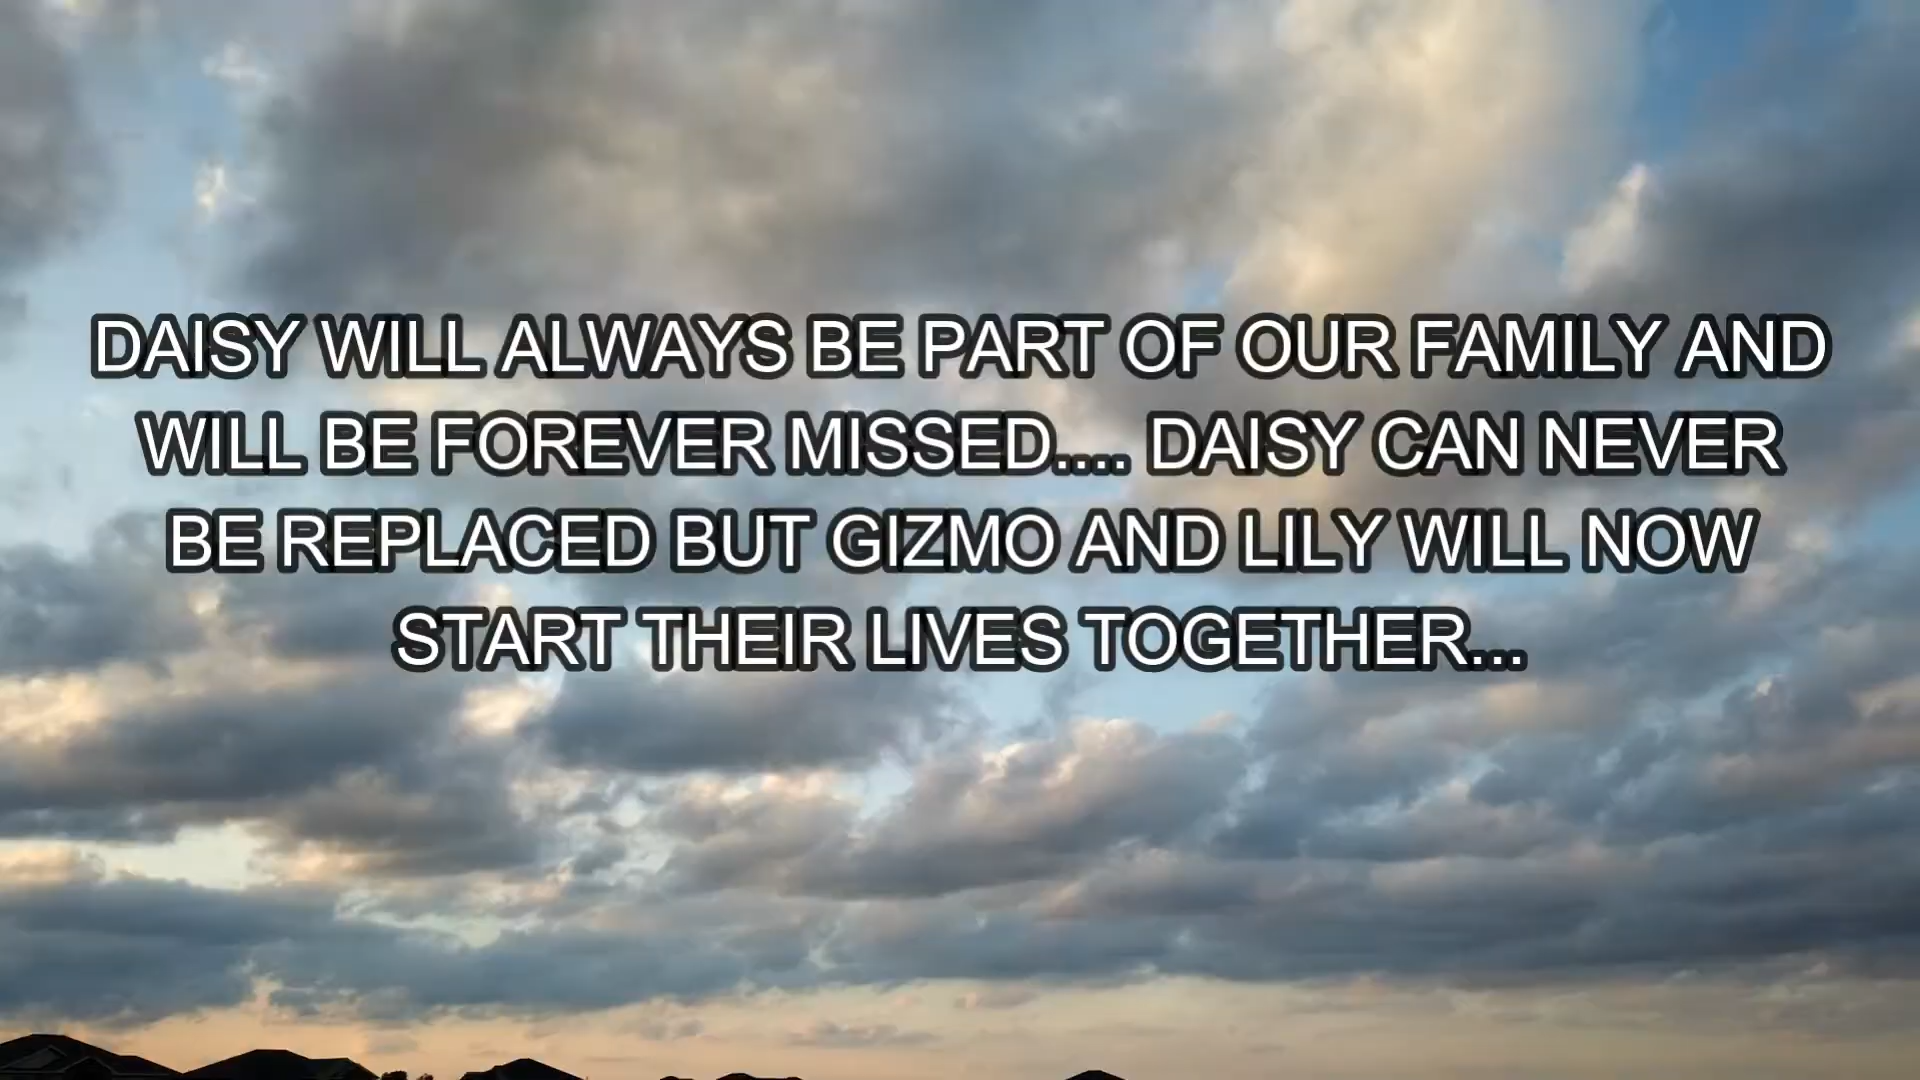 DAISY WILL ALWAYS BE PART OF OUR FAMILY AND
WILL BE FOREVER MISSED.... DAISY CAN NEVER
BE REPLACED BUT GIZMO AND LILY WILL NOW
START THEIR LIVES TOGETHER...